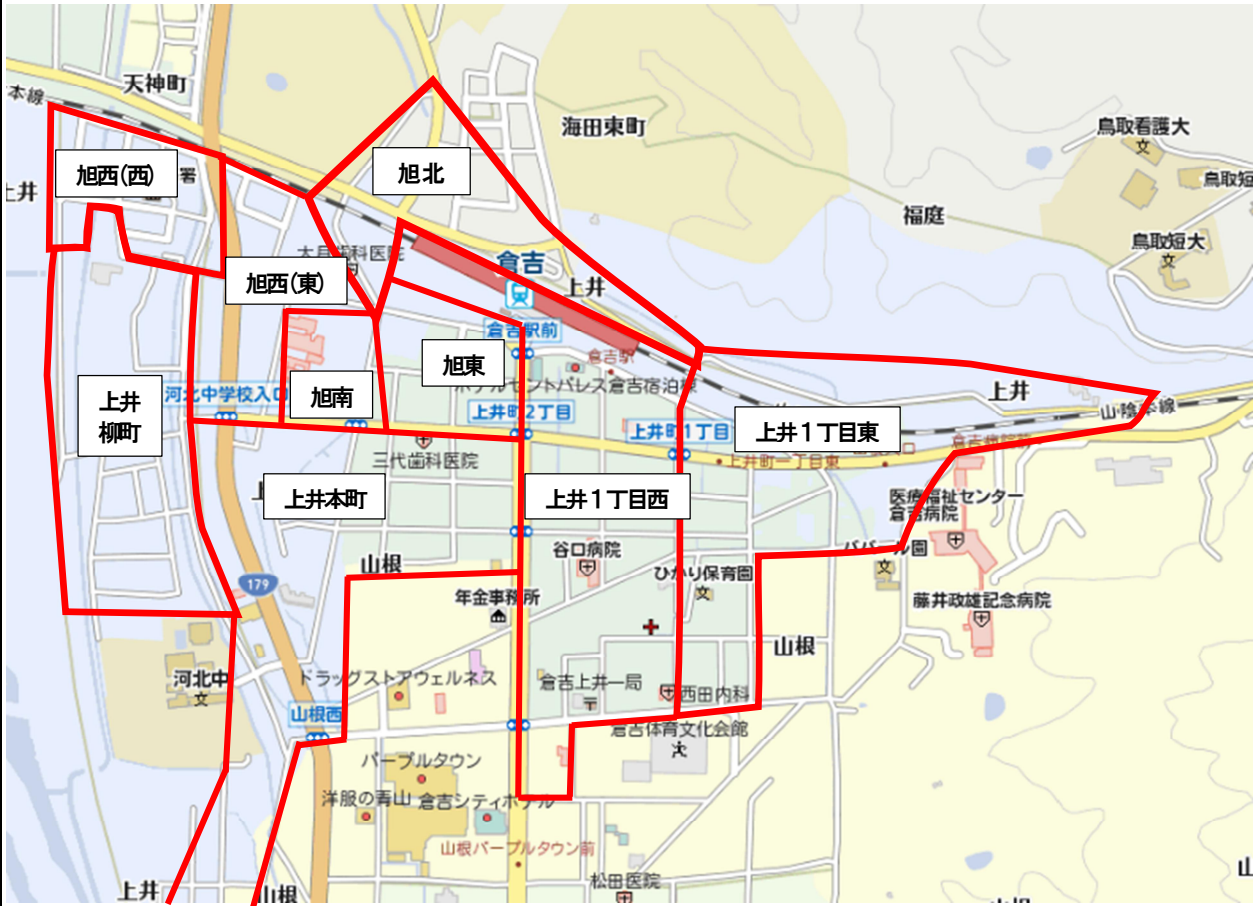 天神町
本線
海田東町
鳥取看護大
文
鳥取短
旭西(西)
署
旭北
上井
福庭
鳥取短大
文
旭西(東)
倉吉
上井
倉吉駅前
倉吉駅
旭東
上井
柳町
河北中学校入口
旭南
上井町2丁目
上井町1丁目
上井1丁目東
上井
山陰本線
三代歯科医院
上井町一丁目東
上井本町
上井1丁目西
医療福祉センター
倉吉病院
山根
谷口病院
ひかり保育園
文
文
179
年金事務所
藤井政雄記念病院
山根
河北中
文
ドラッグストアウェルネス
倉吉上井一局
西田内科
山根西
倉吉体育文化会館
パープルタウン
洋服の青山
倉吉シティホテル
山根パープルタウン前
松田医院
上井
山根